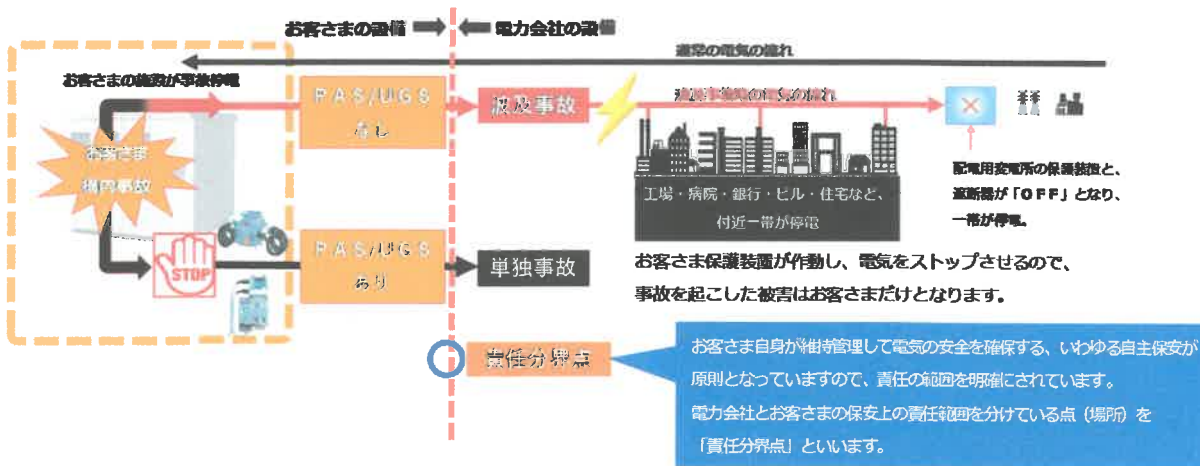 お客さまの設備
電力会社の設備
通常の電気の流れ
お客さまの施設が事故停電
PAS/UGS
なし
波及事故
の流れ
お客さま
構内事故
工場・病院・銀行・ビル・住宅など、
付近一帯が停電
配電用変電所の保護装置と、
遮断器が「OFF」となり、
一帯が停電。
STOP
PAS/UGS
あり
単独事故
お客さま保護装置が作動し、電気をストップさせるので、
事故を起こした被害はお客さまだけとなります。
責任分界点
お客さま自身が維持管理して電気の安全を確保する、いわゆる自主保安が
原則となっていますので、責任の範囲を明確にされています。
電力会社とお客さまの保安上の責任範囲を分けている点（場所）を
「責任分界点」といいます。